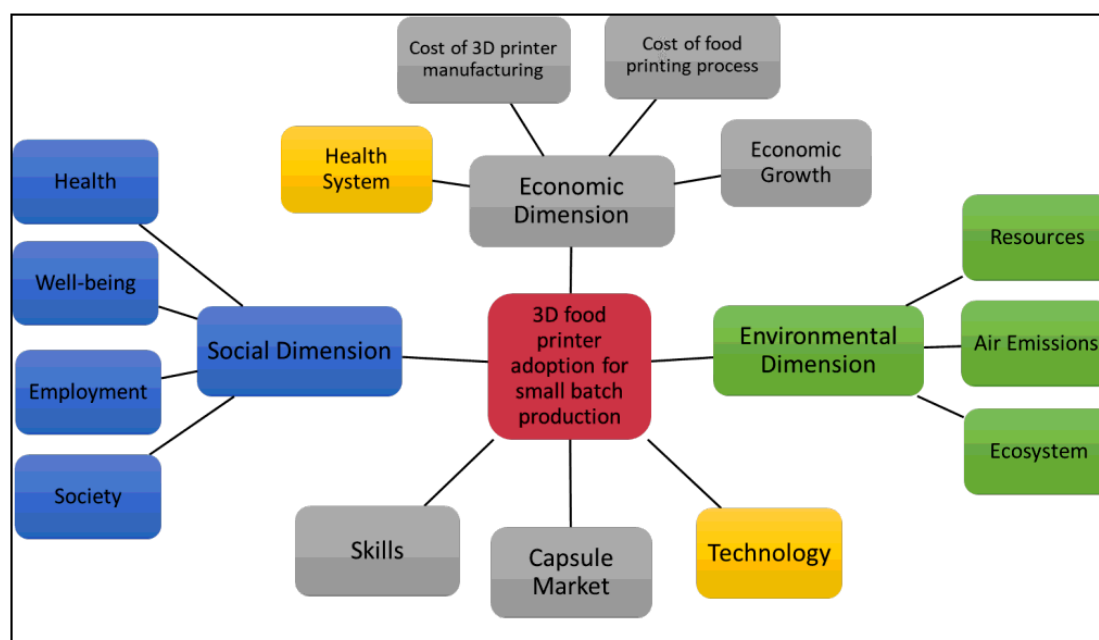 Cost of 3D printer
manufacturing
Cost of food
printing process
Health
System
Economic
Growth
Economic
Dimension
Health
Well-being
Employment
Society
Social Dimension
3D food
printer
adoption for
small batch
production
Environmental
Dimension
Resources
Air Emissions
Ecosystem
Skills
Capsule
Market
Technology